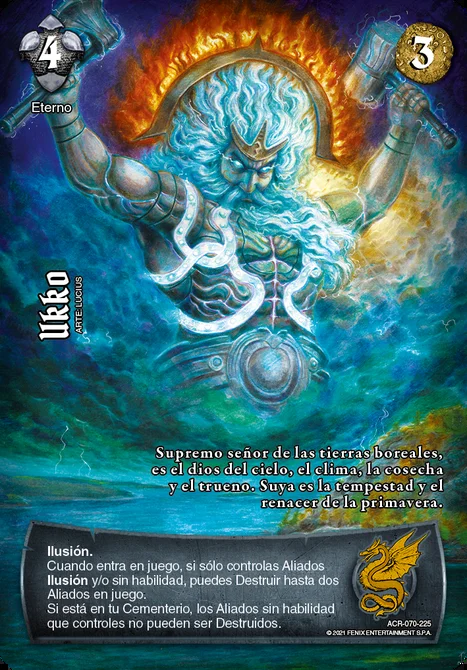 4
3
Eterno
Ukko
ARTE: LUCIUS
Supremo señor de las tierras boreales,
es el dios del cielo, el clima, la cosecha
y el trueno. Suya es la tempestad y el
renacer de la primavera.
Ilusión.
Cuando entra en juego, si sólo controlas Aliados
Ilusión y/o sin habilidad, puedes Destruir hasta dos
Aliados en juego.
Si está en tu Cementerio, los Aliados sin habilidad
que controles no pueden ser Destruidos.
ACR-070-225
© 2021 FENIX ENTERTAINMENT S.P.A.